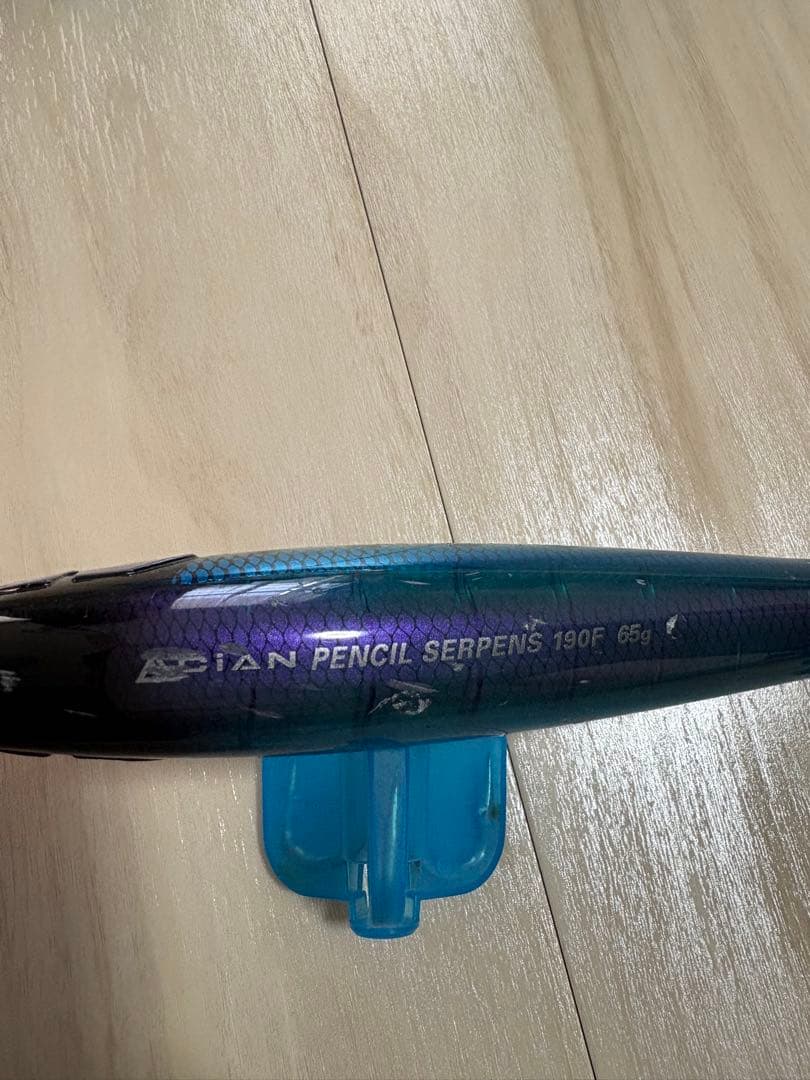 PENCIL SERPENS 190F 65g